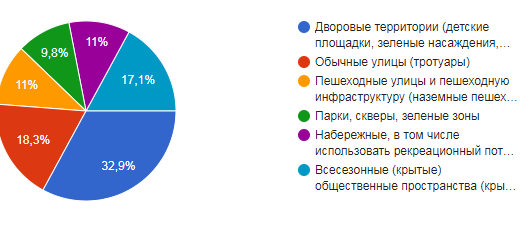 9,8%
11%
17,1%
11%
18,3%
32,9%
Дворовые территории (детские
площадки, зеленые насаждения,…
Обычные улицы (тротуары)
Пешеходные улицы и пешеходную
инфраструктуру (наземные пешех…
Парки, скверы, зеленые зоны
Набережные, в том числе
использовать рекреационный пот…
Всесезонные (крытые)
общественные пространства (кры…